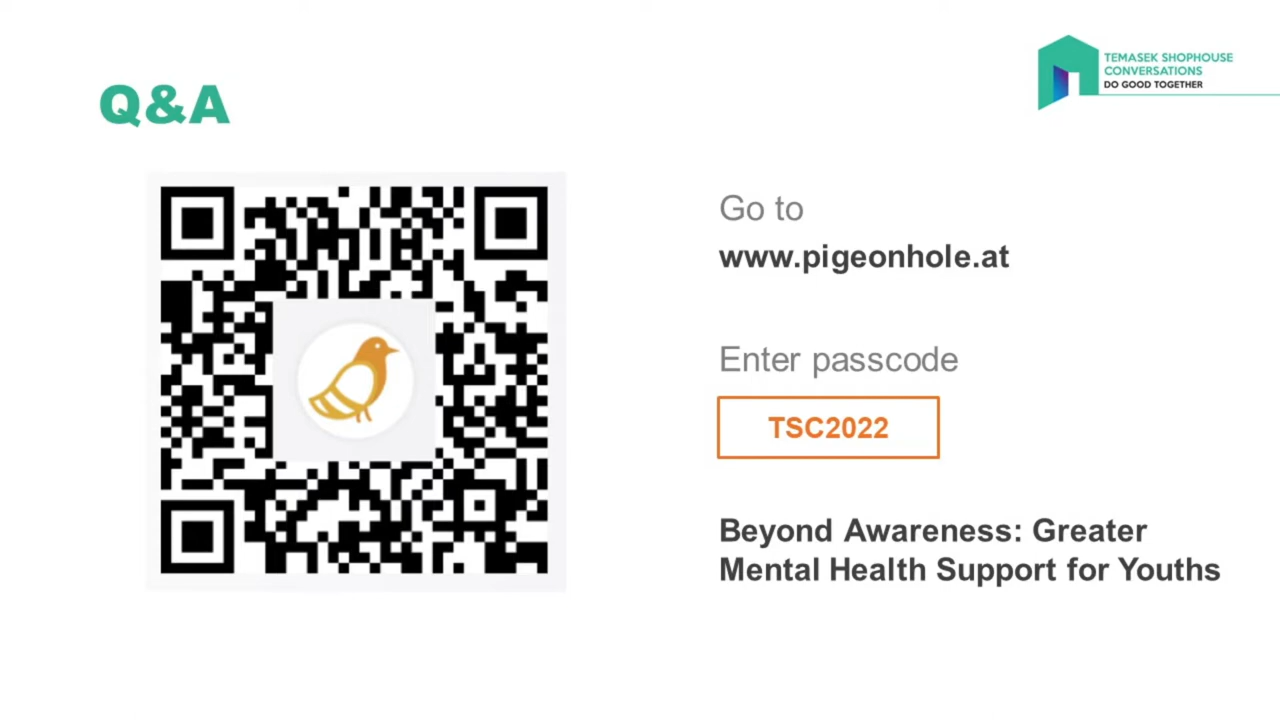 Q&A
TEMASEK SHOPHOUSE
CONVERSATIONS
DO GOOD TOGETHER
Go to
www.pigeonhole.at
Enter passcode
TSC2022
Beyond Awareness: Greater
Mental Health Support for Youths